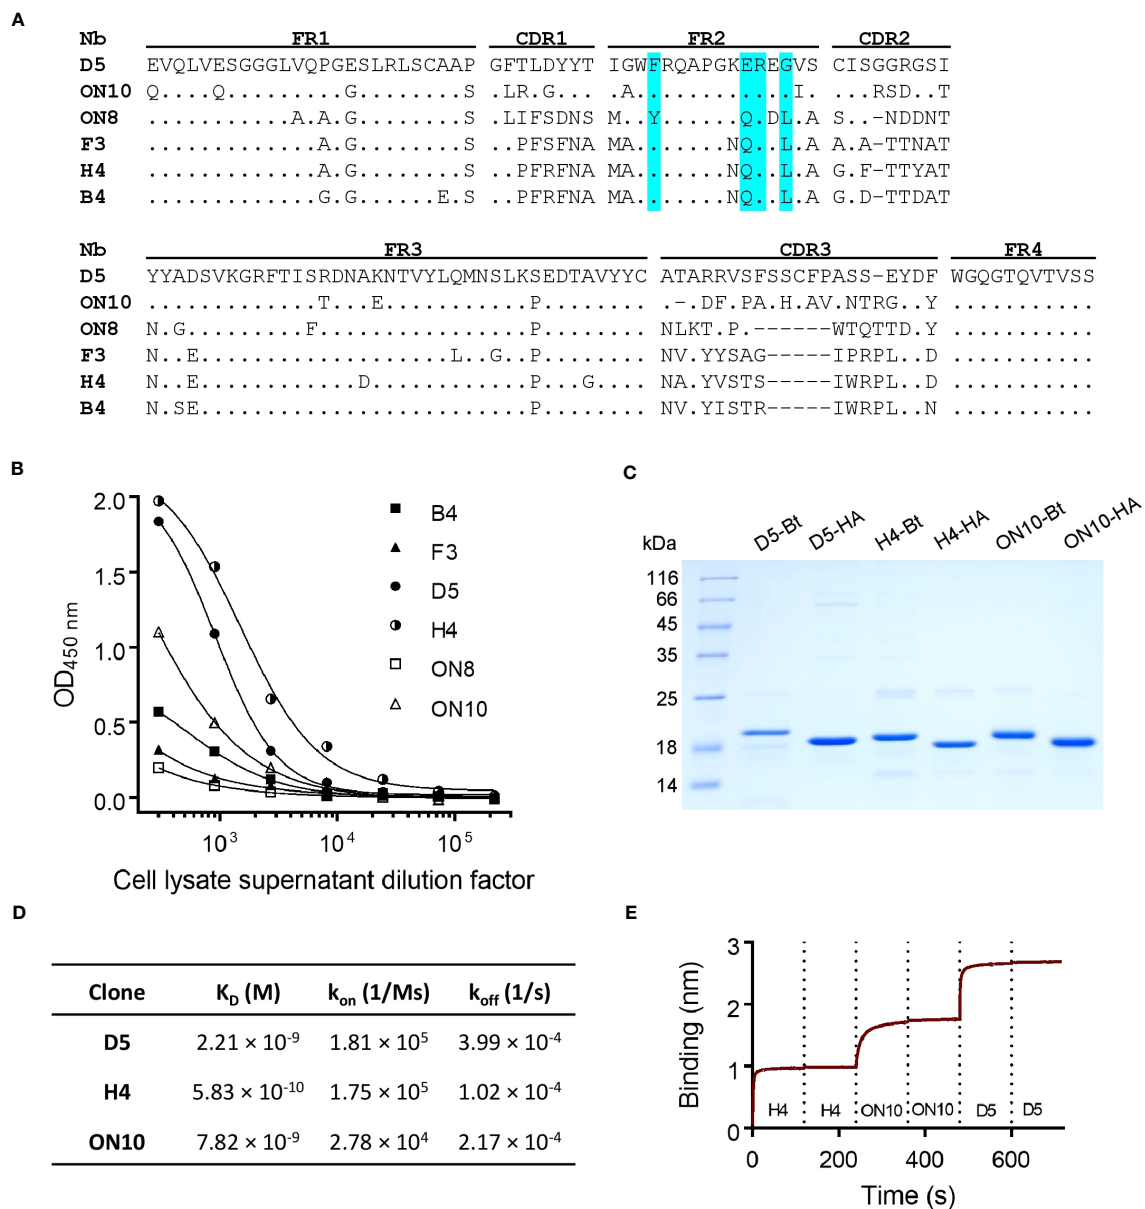 A
Nb FR1 CDR1 FR2 CDR2
D5 EVQLVESGGGLVQPGESLRLSCAAP GFTLDYYT IGWFRQAPGKEREGVS CISGGRGSI
ON10 Q....Q.........G........S .LR.G... .A............I. ...RSD..T
ON8 ...........A.A.G........S .LIFSDNS M..Y......Q.DL.A S..-NDDNT
F3 .............A.G........S ..PFSFNA MA.......NQ..L.A A.A-TTNAT
H4 .............A.G........S ..PFRFNA MA.......NQ..L.A G.F-TTYAT
B4 .............G.G......E.S ..PFRFNA MA.......NQ..L.A G.D-TTDAT
Nb FR3 CDR3 FR4
D5 YYADSVKGRFTISRDNAKNTVYLQMNSLKSEDTAVYYC ATARRVSFSSCFPASS-EYDF WGQGTQVTVSS
ON10 .............T...E...........P........ .-.DF.PA.H.AV.NTRG..Y ...........
ON8 N.G.........F................P........ NLKT.P.------WTQTTD.Y ...........
F3 N..E...................L..G..P........ NV.YYSAG-----IPRPL..D ...........
H4 N..E............D............P...G.... NA.YVSTS-----IWRPL..D ...........
B4 N.SE.........................P........ NV.YISTR-----IWRPL..N ...........
B
OD450 nm
2.0
1.5
1.0
0.5
0.0
10³ 10⁴ 10⁵
Cell lysate supernatant dilution factor
B4
F3
D5
H4
ON8
ON10
C
kDa D5-Bt D5-HA H4-Bt H4-HA ON10-Bt ON10-HA
116
66
45
35
25
18
14
D
Clone K_D (M) k_on (1/Ms) k_off (1/s)
D5 2.21 × 10⁻⁹ 1.81 × 10⁵ 3.99 × 10⁻⁴
H4 5.83 × 10⁻¹⁰ 1.75 × 10⁵ 1.02 × 10⁻⁴
ON10 7.82 × 10⁻⁹ 2.78 × 10⁴ 2.17 × 10⁻⁴
E
Binding (nm)
3
2
1
0
H4 H4 ON10 ON10 D5 D5
0 200 400 600
Time (s)